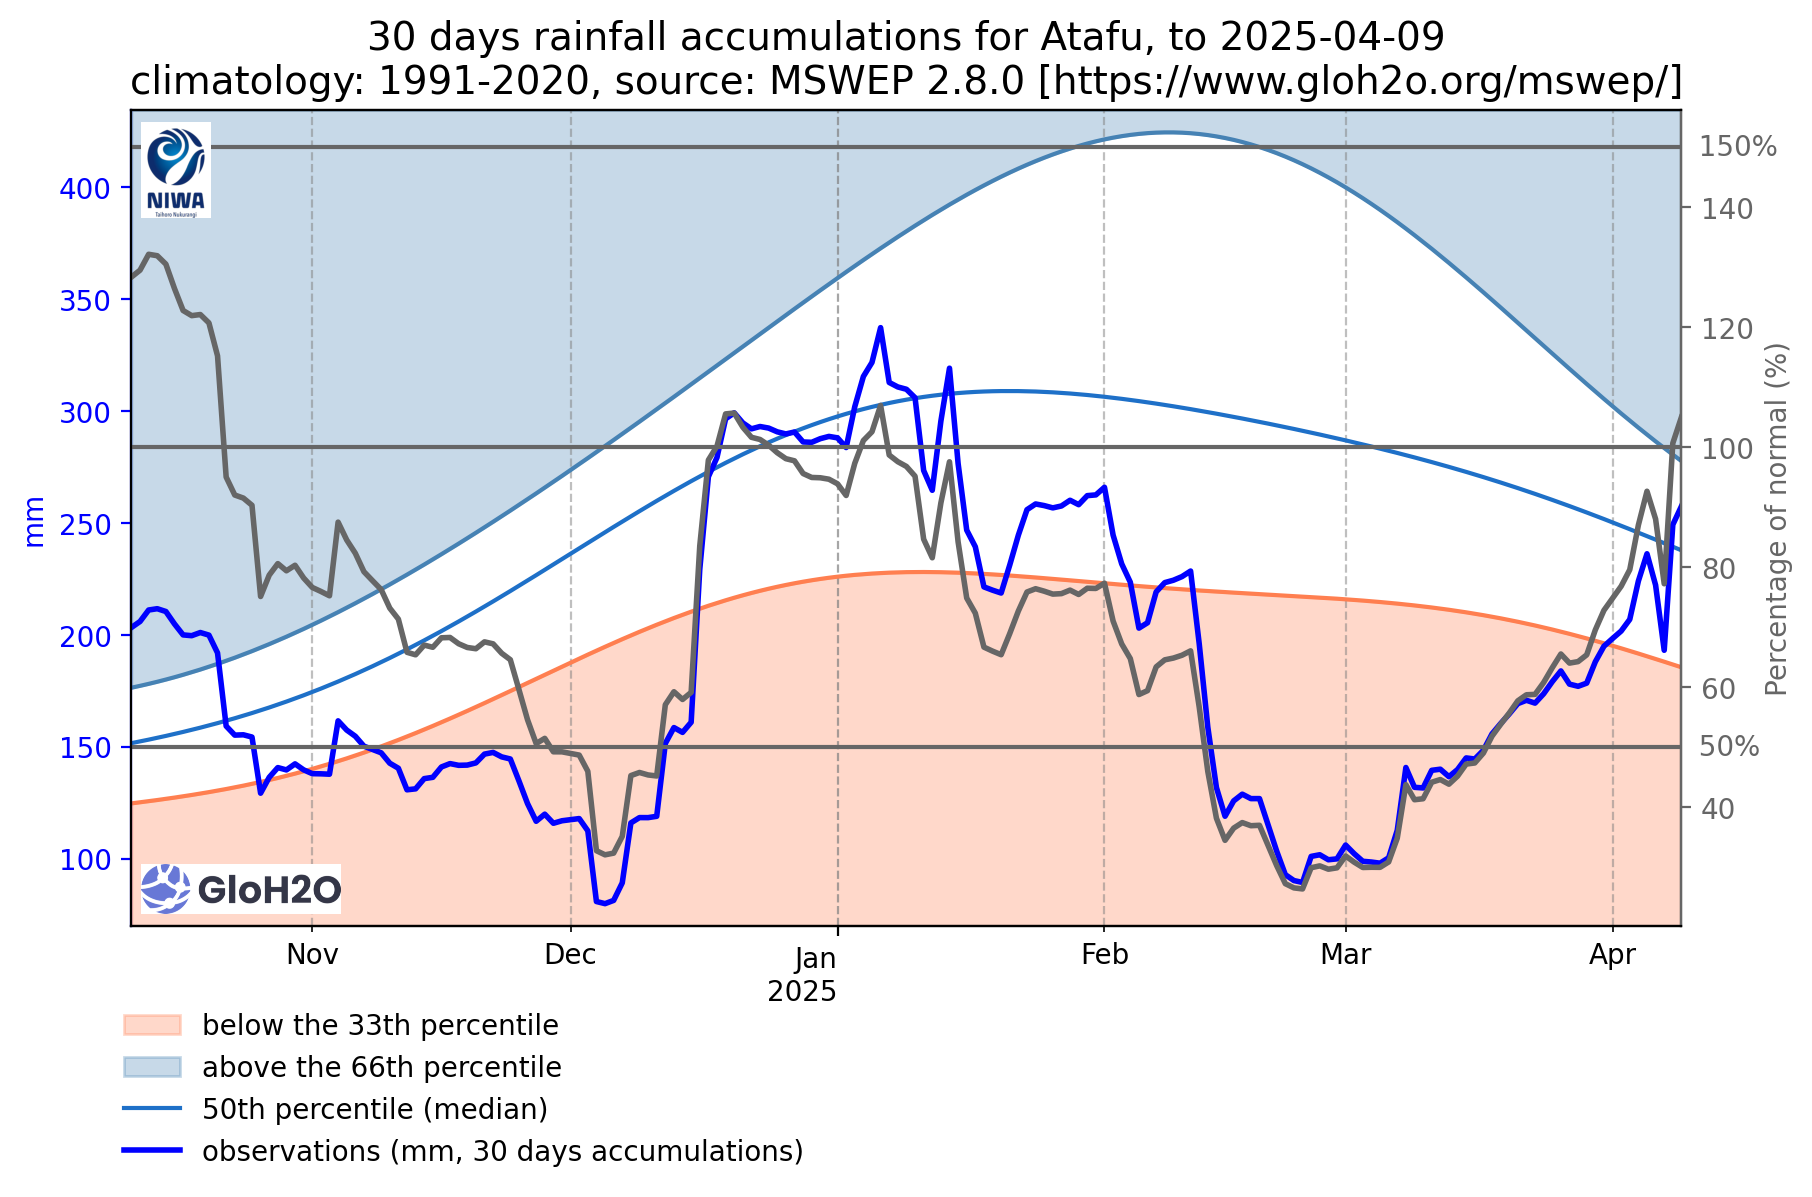 30 days rainfall accumulations for Atafu, to 2025-04-09
climatology: 1991-2020, source: MSWEP 2.8.0 [https://www.gloh2o.org/mswep/]
NIWA
Taihoro Nukurangi
400
350
300
250
200
150
100
mm
150%
140
120
100
80
60
50%
40
Percentage of normal (%)
GloH2O
Nov
Dec
Jan
2025
Feb
Mar
Apr
below the 33th percentile
above the 66th percentile
50th percentile (median)
observations (mm, 30 days accumulations)